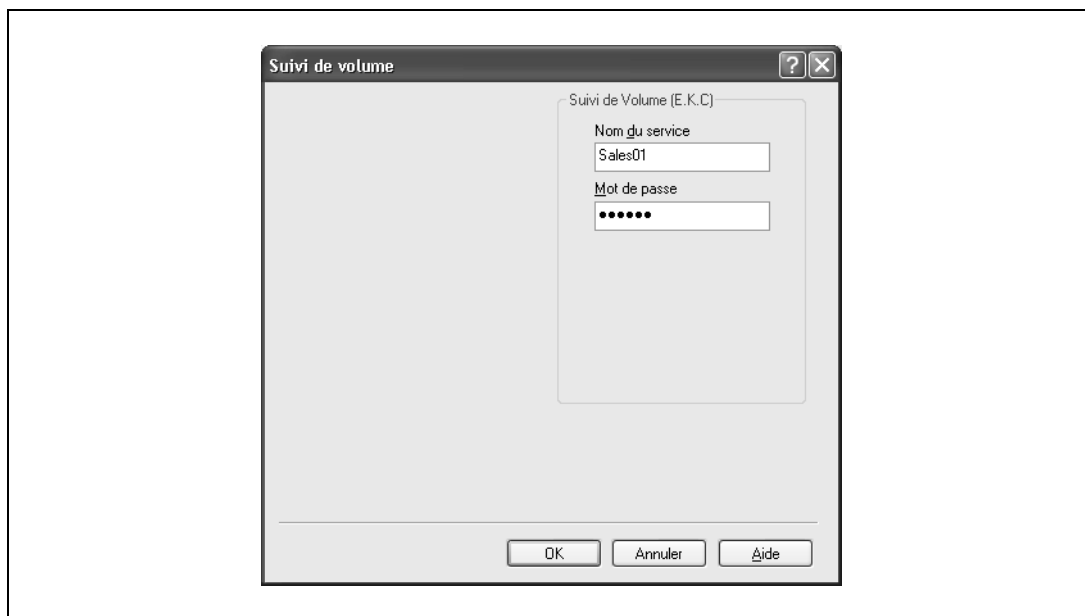 Suivi de volume
Suivi de Volume (E.K.C)
Nom du service
Sales01
Mot de passe
••••••
OK Annuler Aide